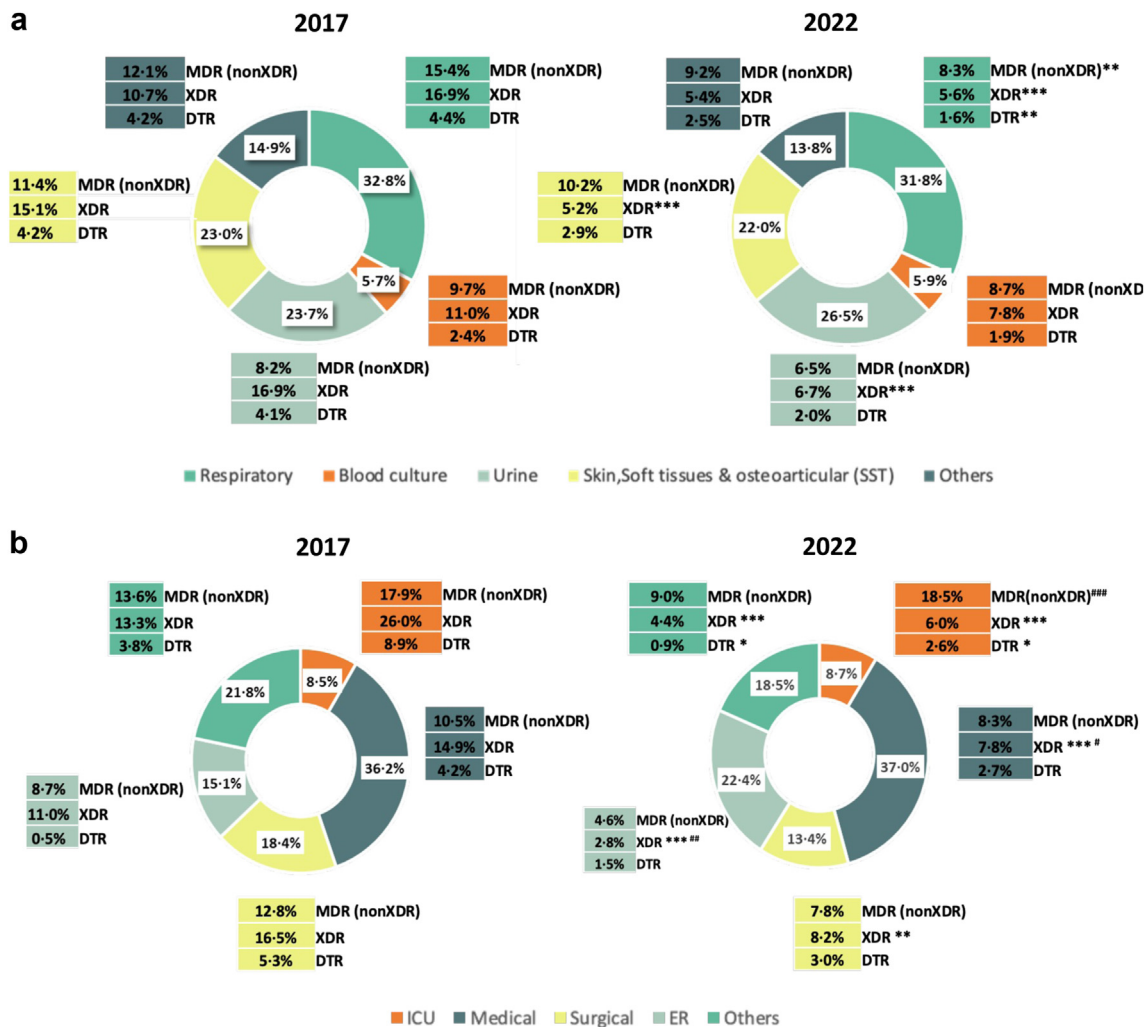 a
2017
2022
12·1% MDR (nonXDR)
10·7% XDR
4·2% DTR
15·4% MDR (nonXDR)
16·9% XDR
4·4% DTR
9·2% MDR (nonXDR)
5·4% XDR
2·5% DTR
8·3% MDR (nonXDR)**
5·6% XDR***
1·6% DTR**
14·9%
32·8%
13·8%
31·8%
11·4% MDR (nonXDR)
15·1% XDR
4·2% DTR
23·0%
10·2% MDR (nonXDR)
5·2% XDR***
2·9% DTR
22·0%
5·7%
23·7%
5·9%
26·5%
9·7% MDR (nonXDR)
11·0% XDR
2·4% DTR
8·7% MDR (nonXD
7·8% XDR
1·9% DTR
8·2% MDR (nonXDR)
16·9% XDR
4·1% DTR
6·5% MDR (nonXDR)
6·7% XDR***
2·0% DTR
Respiratory Blood culture Urine Skin,Soft tissues & osteoarticular (SST) Others
b
2017
2022
13·6% MDR (nonXDR)
13·3% XDR
3·8% DTR
17·9% MDR (nonXDR)
26·0% XDR
8·9% DTR
9·0% MDR (nonXDR)
4·4% XDR ***
0·9% DTR *
18·5% MDR(nonXDR)###
6·0% XDR ***
2·6% DTR *
21·8%
8·5%
18·5%
8·7%
10·5% MDR (nonXDR)
14·9% XDR
4·2% DTR
36·2%
8·3% MDR (nonXDR)
7·8% XDR *** #
2·7% DTR
37·0%
8·7% MDR (nonXDR)
11·0% XDR
0·5% DTR
15·1%
18·4%
22·4%
13·4%
4·6% MDR (nonXDR)
2·8% XDR *** ##
1·5% DTR
12·8% MDR (nonXDR)
16·5% XDR
5·3% DTR
7·8% MDR (nonXDR)
8·2% XDR **
3·0% DTR
ICU Medical Surgical ER Others